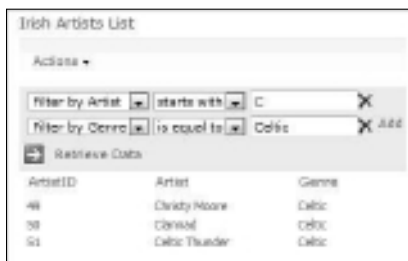 Irish Artists List
Actions
Filter by Artist starts with C
Filter by Genre is equal to Celtic Add
Retrieve Data
ArtistID Artist Genre
49 Christy Moore Celtic
50 Clannad Celtic
51 Celtic Thunder Celtic